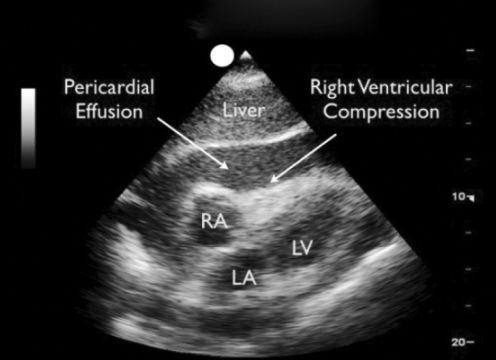 Pericardial
Effusion
Right Ventricular
Compression
Liver
10
RA
LV
LA
20